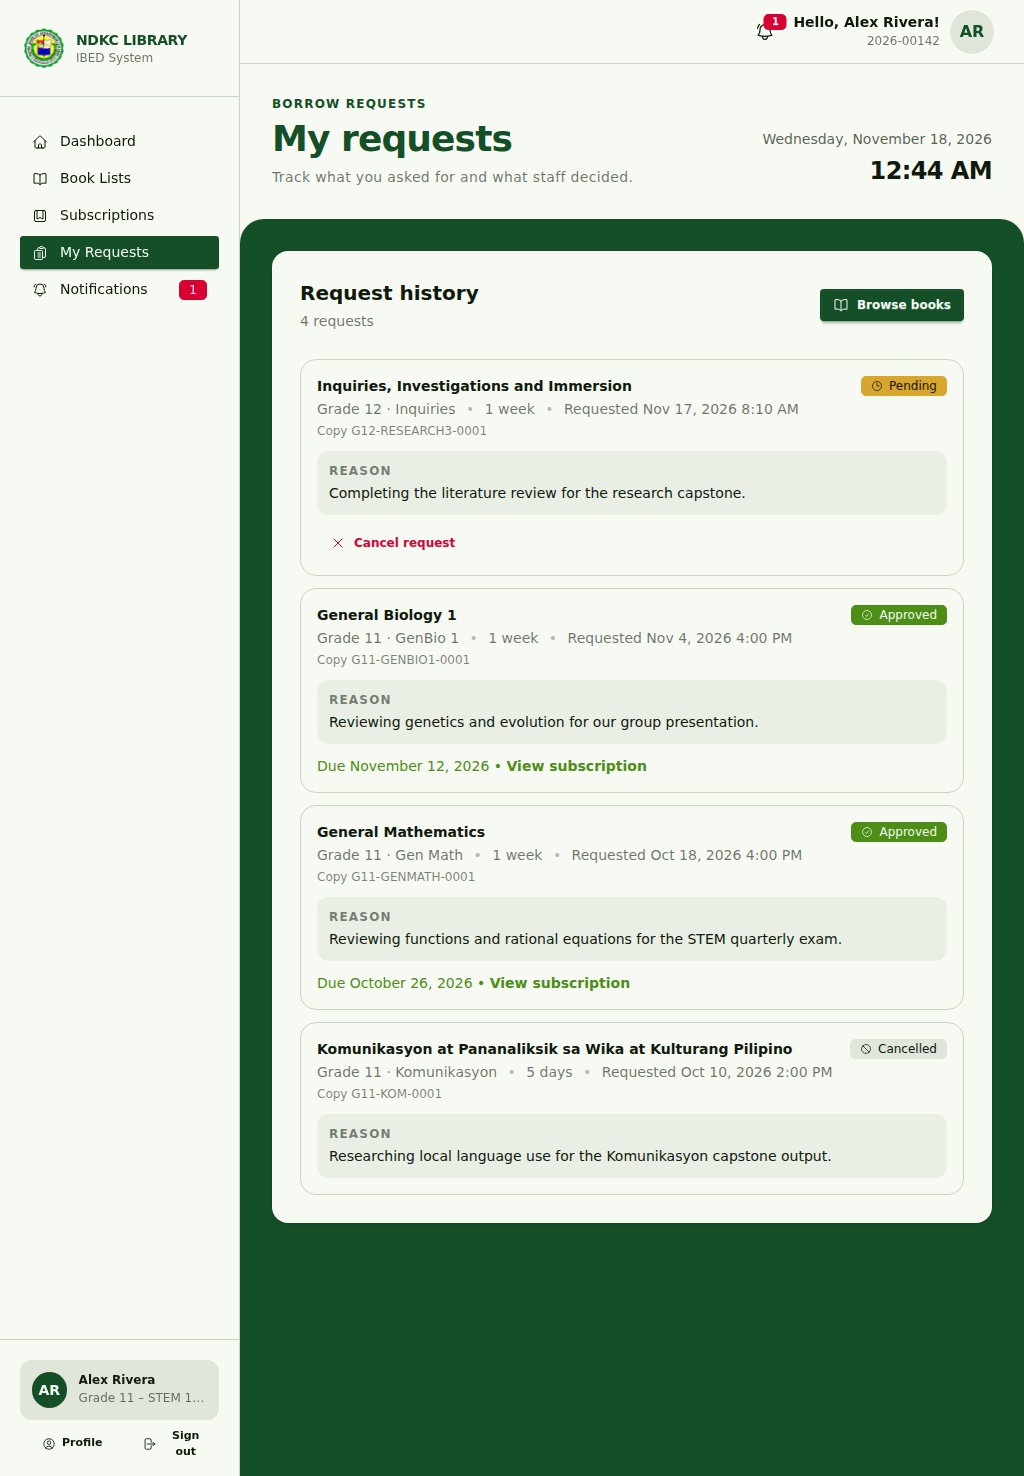 NDKC LIBRARY
IBED System
Dashboard
Book Lists
Subscriptions
My Requests
Notifications
1
Alex Rivera
Grade 11 – STEM 1…
Profile
Sign out
1
Hello, Alex Rivera!
2026-00142
AR
BORROW REQUESTS
My requests
Track what you asked for and what staff decided.
Wednesday, November 18, 2026
12:44 AM
Request history
4 requests
Browse books
Inquiries, Investigations and Immersion
Pending
Grade 12 · Inquiries • 1 week • Requested Nov 17, 2026 8:10 AM
Copy G12-RESEARCH3-0001
REASON
Completing the literature review for the research capstone.
Cancel request
General Biology 1
Approved
Grade 11 · GenBio 1 • 1 week • Requested Nov 4, 2026 4:00 PM
Copy G11-GENBIO1-0001
REASON
Reviewing genetics and evolution for our group presentation.
Due November 12, 2026 • View subscription
General Mathematics
Approved
Grade 11 · Gen Math • 1 week • Requested Oct 18, 2026 4:00 PM
Copy G11-GENMATH-0001
REASON
Reviewing functions and rational equations for the STEM quarterly exam.
Due October 26, 2026 • View subscription
Komunikasyon at Pananaliksik sa Wika at Kulturang Pilipino
Cancelled
Grade 11 · Komunikasyon • 5 days • Requested Oct 10, 2026 2:00 PM
Copy G11-KOM-0001
REASON
Researching local language use for the Komunikasyon capstone output.
AR